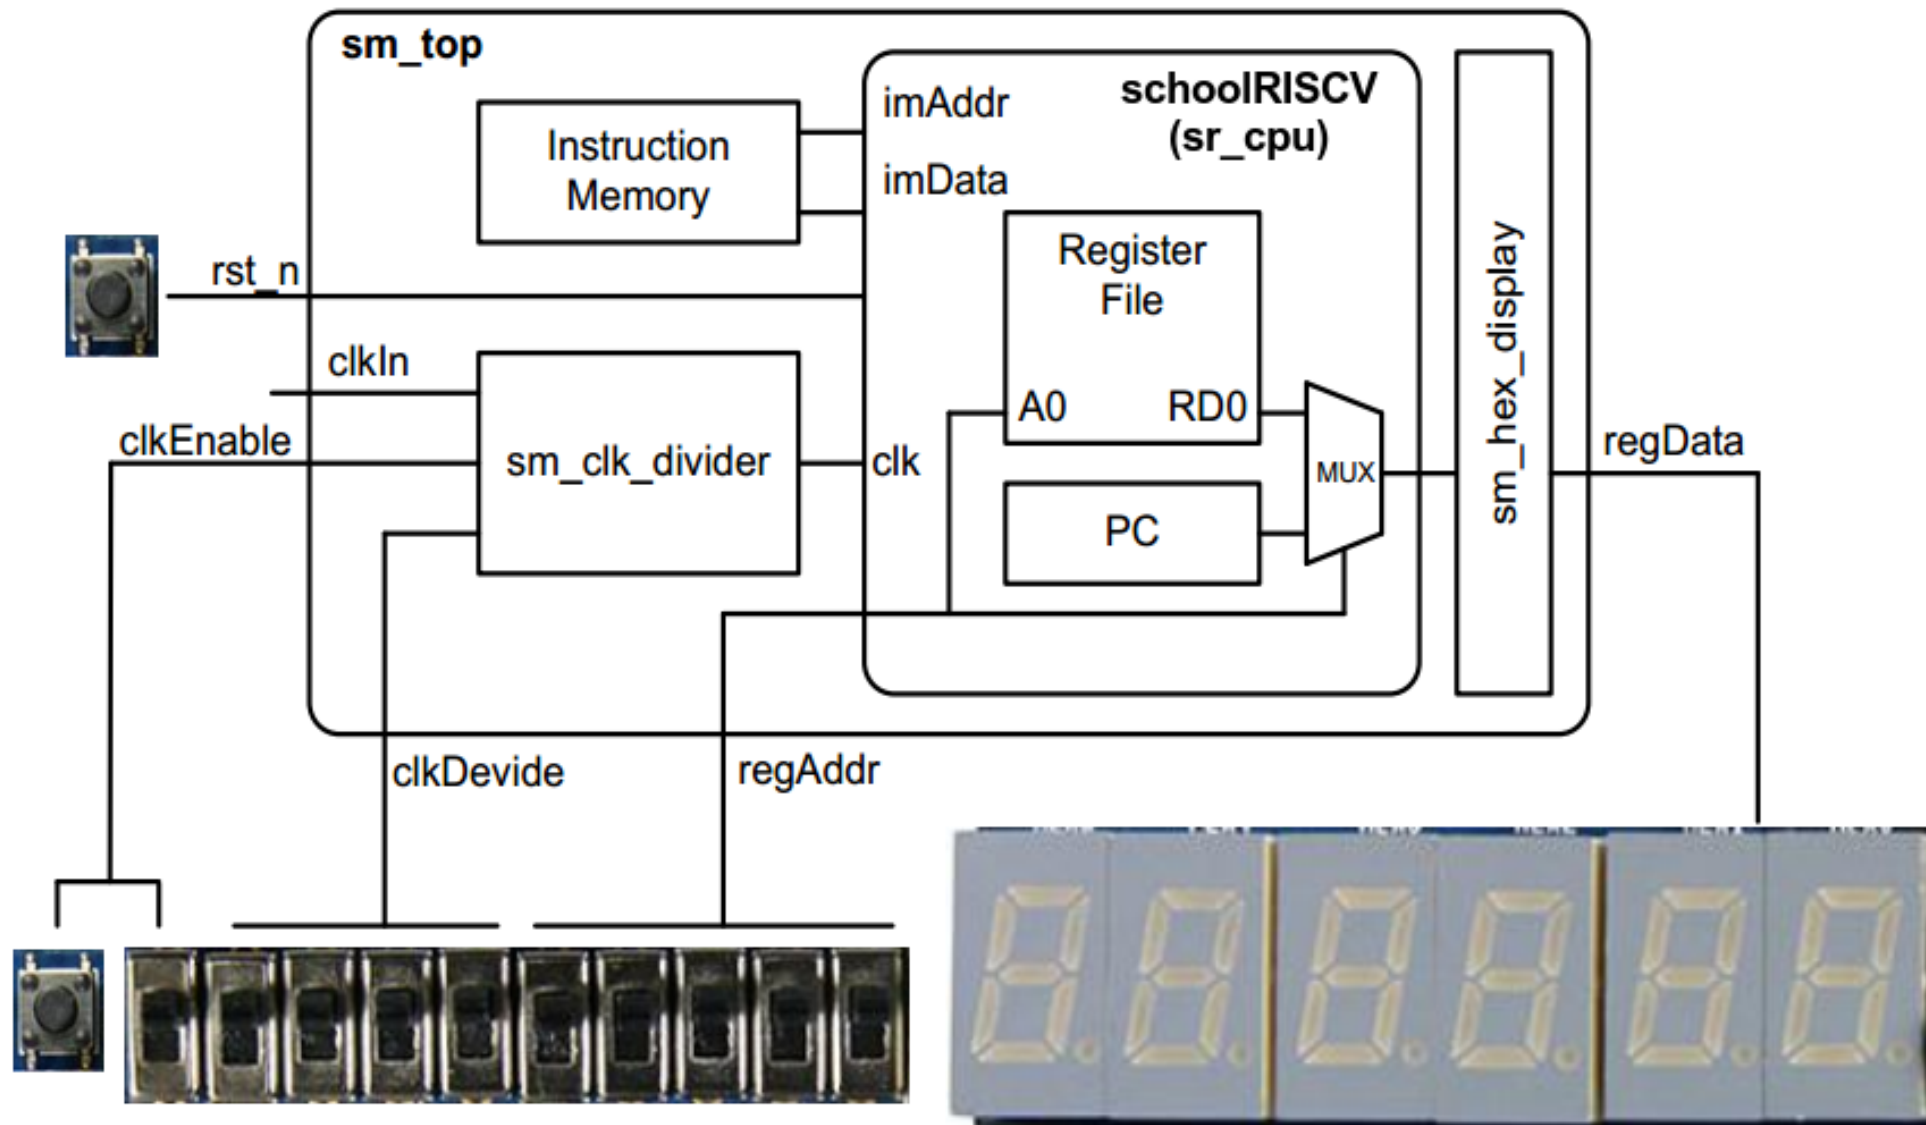 sm_top
schoolRISCV
(sr_cpu)
imAddr
Instruction
Memory
imData
Register
File
rst_n
clkIn
A0
RD0
clkEnable
sm_clk_divider
clk
MUX
PC
sm_hex_display
regData
clkDevide
regAddr